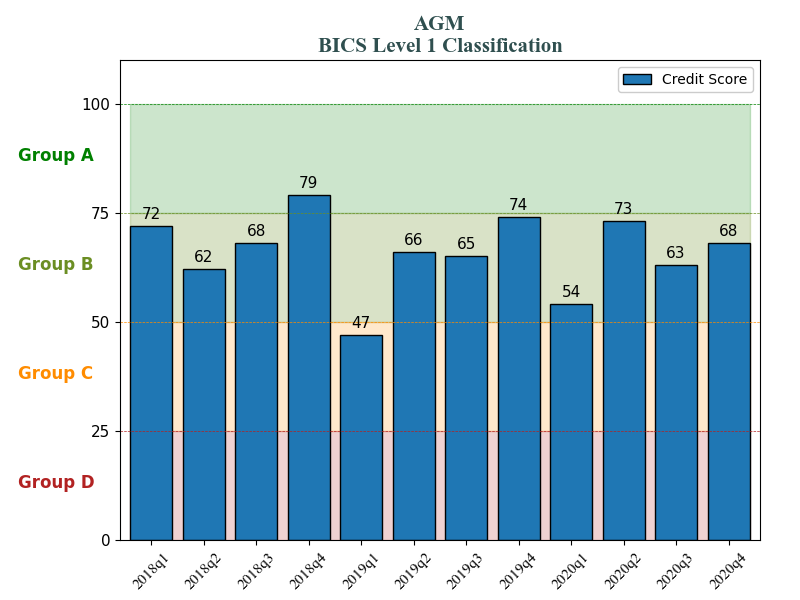 AGM
BICS Level 1 Classification
Credit Score
100
Group A
79
75
72
74
73
68
68
66
65
63
62
Group B
54
50
47
Group C
25
Group D
0
2018q1 2018q2 2018q3 2018q4 2019q1 2019q2 2019q3 2019q4 2020q1 2020q2 2020q3 2020q4